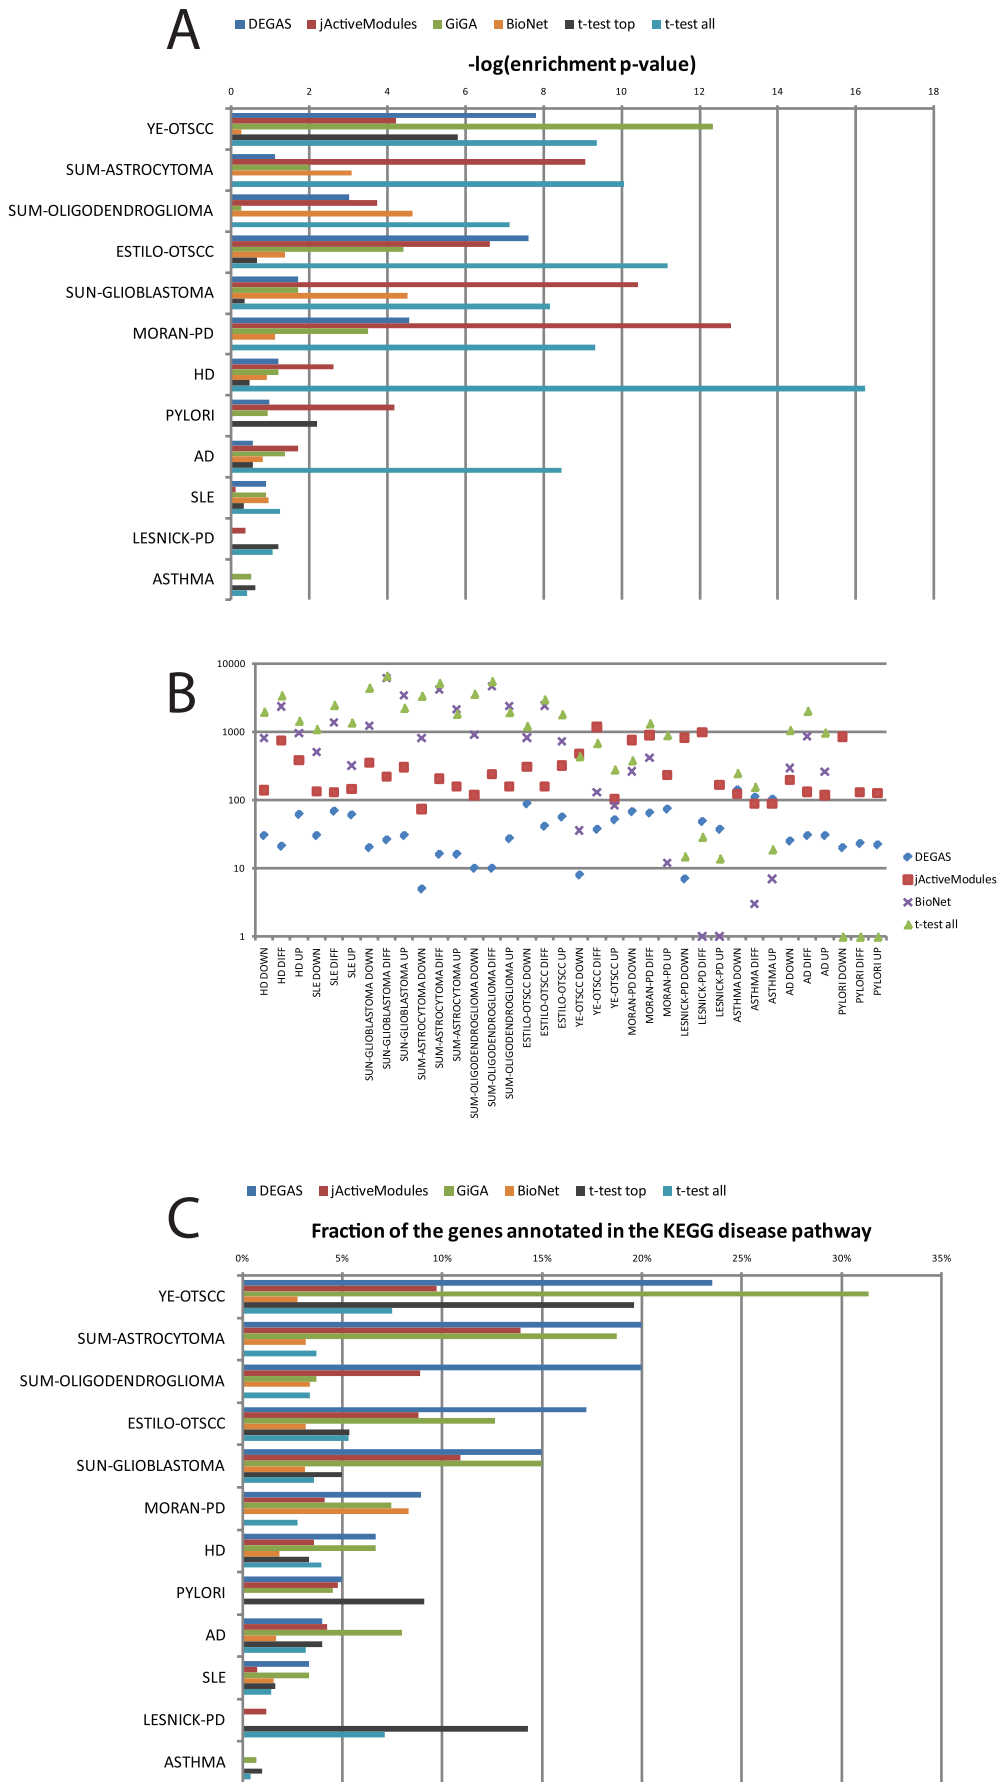 A
DEGAS jActiveModules GiGA BioNet t-test top t-test all
-log(enrichment p-value)
0 2 4 6 8 10 12 14 16 18
YE-OTSCC
SUM-ASTROCYTOMA
SUM-OLIGODENDROGLIOMA
ESTILO-OTSCC
SUN-GLIOBLASTOMA
MORAN-PD
HD
PYLORI
AD
SLE
LESNICK-PD
ASTHMA
B
10000
1000
100
10
1
DEGAS
jActiveModules
BioNet
t-test all
HD DOWN
HD DIFF
HD UP
SLE DOWN
SLE DIFF
SLE UP
SUN-GLIOBLASTOMA DOWN
SUN-GLIOBLASTOMA DIFF
SUN-GLIOBLASTOMA UP
SUM-ASTROCYTOMA DOWN
SUM-ASTROCYTOMA DIFF
SUM-ASTROCYTOMA UP
SUM-OLIGODENDROGLIOMA DOWN
SUM-OLIGODENDROGLIOMA DIFF
SUM-OLIGODENDROGLIOMA UP
ESTILO-OTSCC DOWN
ESTILO-OTSCC DIFF
ESTILO-OTSCC UP
YE-OTSCC DOWN
YE-OTSCC DIFF
YE-OTSCC UP
MORAN-PD DOWN
MORAN-PD DIFF
MORAN-PD UP
LESNICK-PD DOWN
LESNICK-PD DIFF
LESNICK-PD UP
ASTHMA DOWN
ASTHMA DIFF
ASTHMA UP
AD DOWN
AD DIFF
AD UP
PYLORI DOWN
PYLORI DIFF
PYLORI UP
C
DEGAS jActiveModules GiGA BioNet t-test top t-test all
Fraction of the genes annotated in the KEGG disease pathway
0% 5% 10% 15% 20% 25% 30% 35%
YE-OTSCC
SUM-ASTROCYTOMA
SUM-OLIGODENDROGLIOMA
ESTILO-OTSCC
SUN-GLIOBLASTOMA
MORAN-PD
HD
PYLORI
AD
SLE
LESNICK-PD
ASTHMA